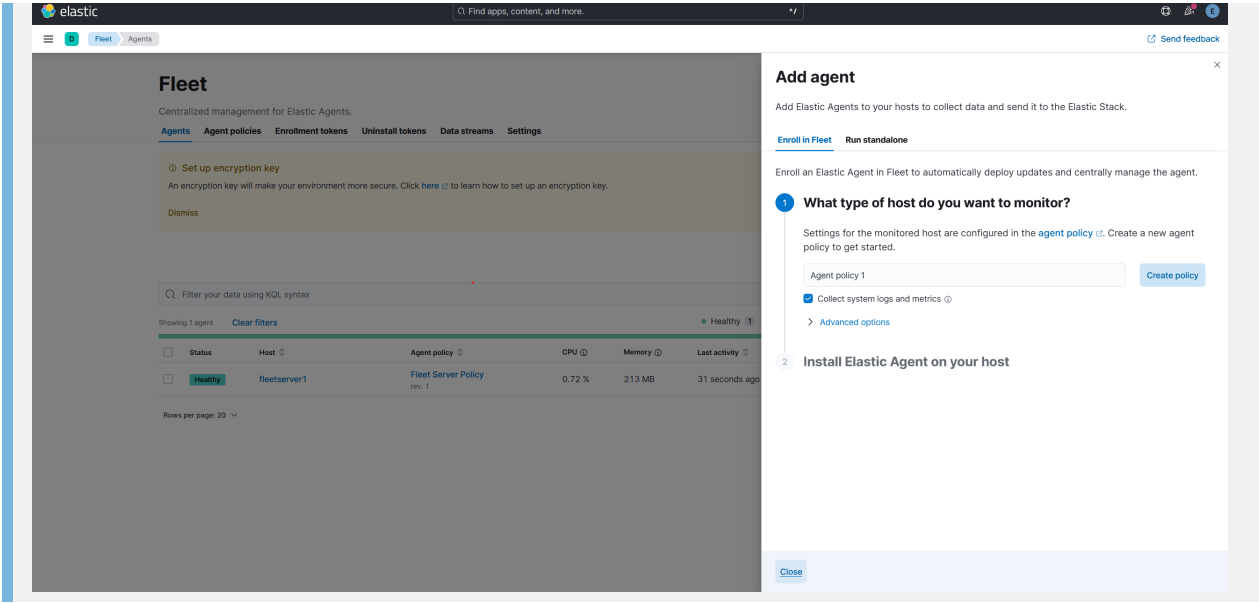 elastic
Find apps, content, and more.
^/
E
D
Fleet
Agents
Send feedback
Fleet
Centralized management for Elastic Agents.
Agents
Agent policies
Enrollment tokens
Uninstall tokens
Data streams
Settings
Set up encryption key
An encryption key will make your environment more secure. Click here to learn how to set up an encryption key.
Dismiss
Filter your data using KQL syntax
Showing 1 agent
Clear filters
Healthy 1
Status
Host
Agent policy
CPU
Memory
Last activity
Healthy
fleetserver1
Fleet Server Policy
rev. 1
0.72 %
213 MB
31 seconds ago
Rows per page: 20
Add agent
Add Elastic Agents to your hosts to collect data and send it to the Elastic Stack.
Enroll in Fleet
Run standalone
Enroll an Elastic Agent in Fleet to automatically deploy updates and centrally manage the agent.
1
What type of host do you want to monitor?
Settings for the monitored host are configured in the agent policy. Create a new agent
policy to get started.
Agent policy 1
Create policy
Collect system logs and metrics
Advanced options
2
Install Elastic Agent on your host
Close